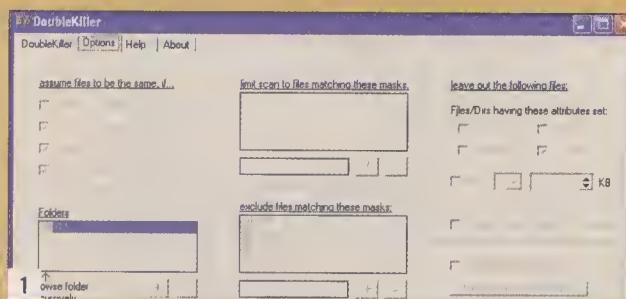 DoubleKiller
DoubleKiller Options Help About
assume files to be the same, if...
Folders
limit scan to files matching these masks:
exclude files matching these masks:
leave out the following files:
Files/Dirs having these attributes set:
KB
1
owse folder